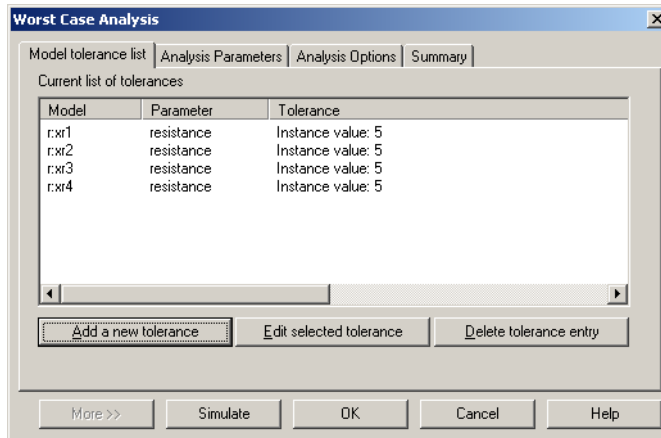 Worst Case Analysis
Model tolerance list Analysis Parameters Analysis Options Summary
Current list of tolerances
Model Parameter Tolerance
r:xr1 resistance Instance value: 5
r:xr2 resistance Instance value: 5
r:xr3 resistance Instance value: 5
r:xr4 resistance Instance value: 5
Add a new tolerance Edit selected tolerance Delete tolerance entry
More >> Simulate OK Cancel Help